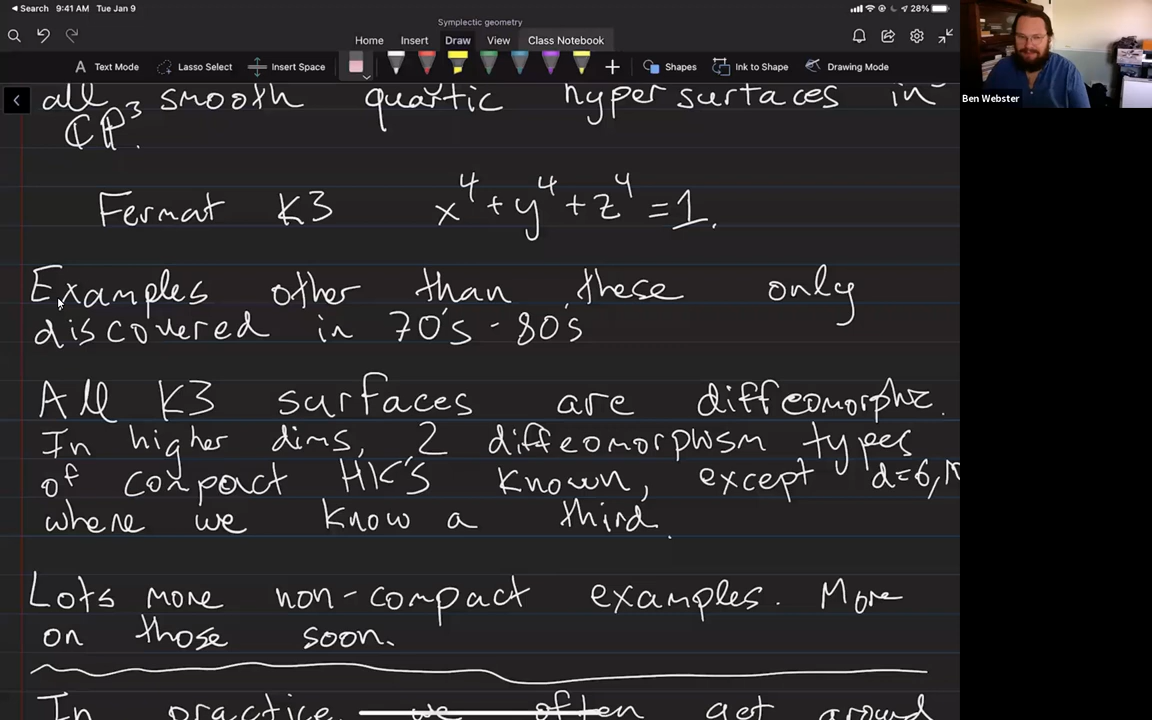 Search 9:41 AM Tue Jan 9
28%
Symplectic geometry
Home Insert Draw View Class Notebook
Text Mode Lasso Select Insert Space Shapes Ink to Shape Drawing Mode
Ben Webster
all smooth quartic hypersurfaces in
ℂP³.
Fermat K3 x⁴+y⁴+z⁴=1.
Examples other than these only
discovered in 70's-80's
All K3 surfaces are diffeomorphic.
In higher dims, 2 diffeomorphism types
of compact HK's known, except d=6,
where we know a third.
Lots more non-compact examples. More
on those soon.
In practice we often get around